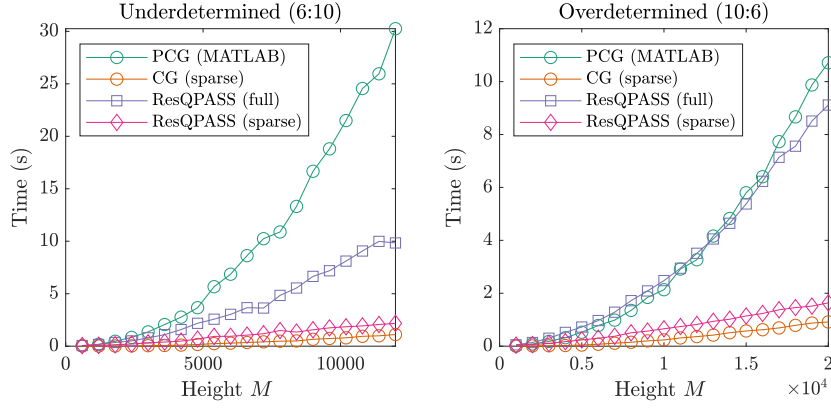 Underdetermined (6:10)
30
25
20
15
10
5
0
0
5000
10000
Time (s)
Height M
PCG (MATLAB)
CG (sparse)
ResQPASS (full)
ResQPASS (sparse)
Overdetermined (10:6)
12
10
8
6
4
2
0
0
0.5
1
1.5
2
×10⁴
Time (s)
Height M
PCG (MATLAB)
CG (sparse)
ResQPASS (full)
ResQPASS (sparse)